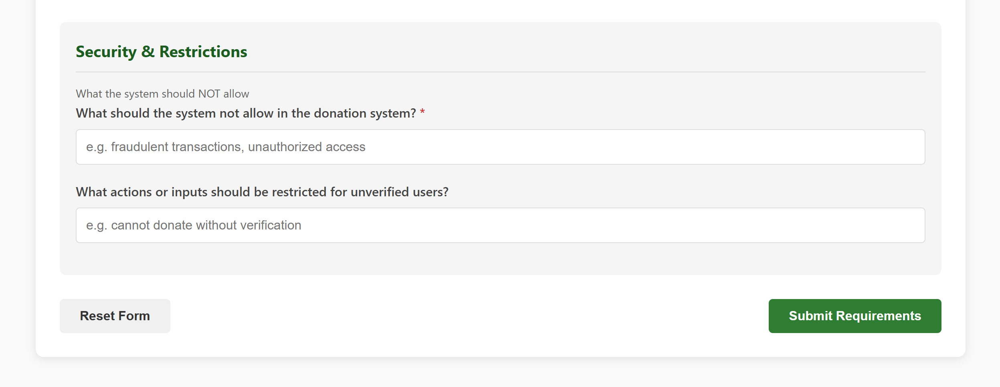 Security & Restrictions
What the system should NOT allow
What should the system not allow in the donation system? *
e.g. fraudulent transactions, unauthorized access
What actions or inputs should be restricted for unverified users?
e.g. cannot donate without verification
Reset Form
Submit Requirements